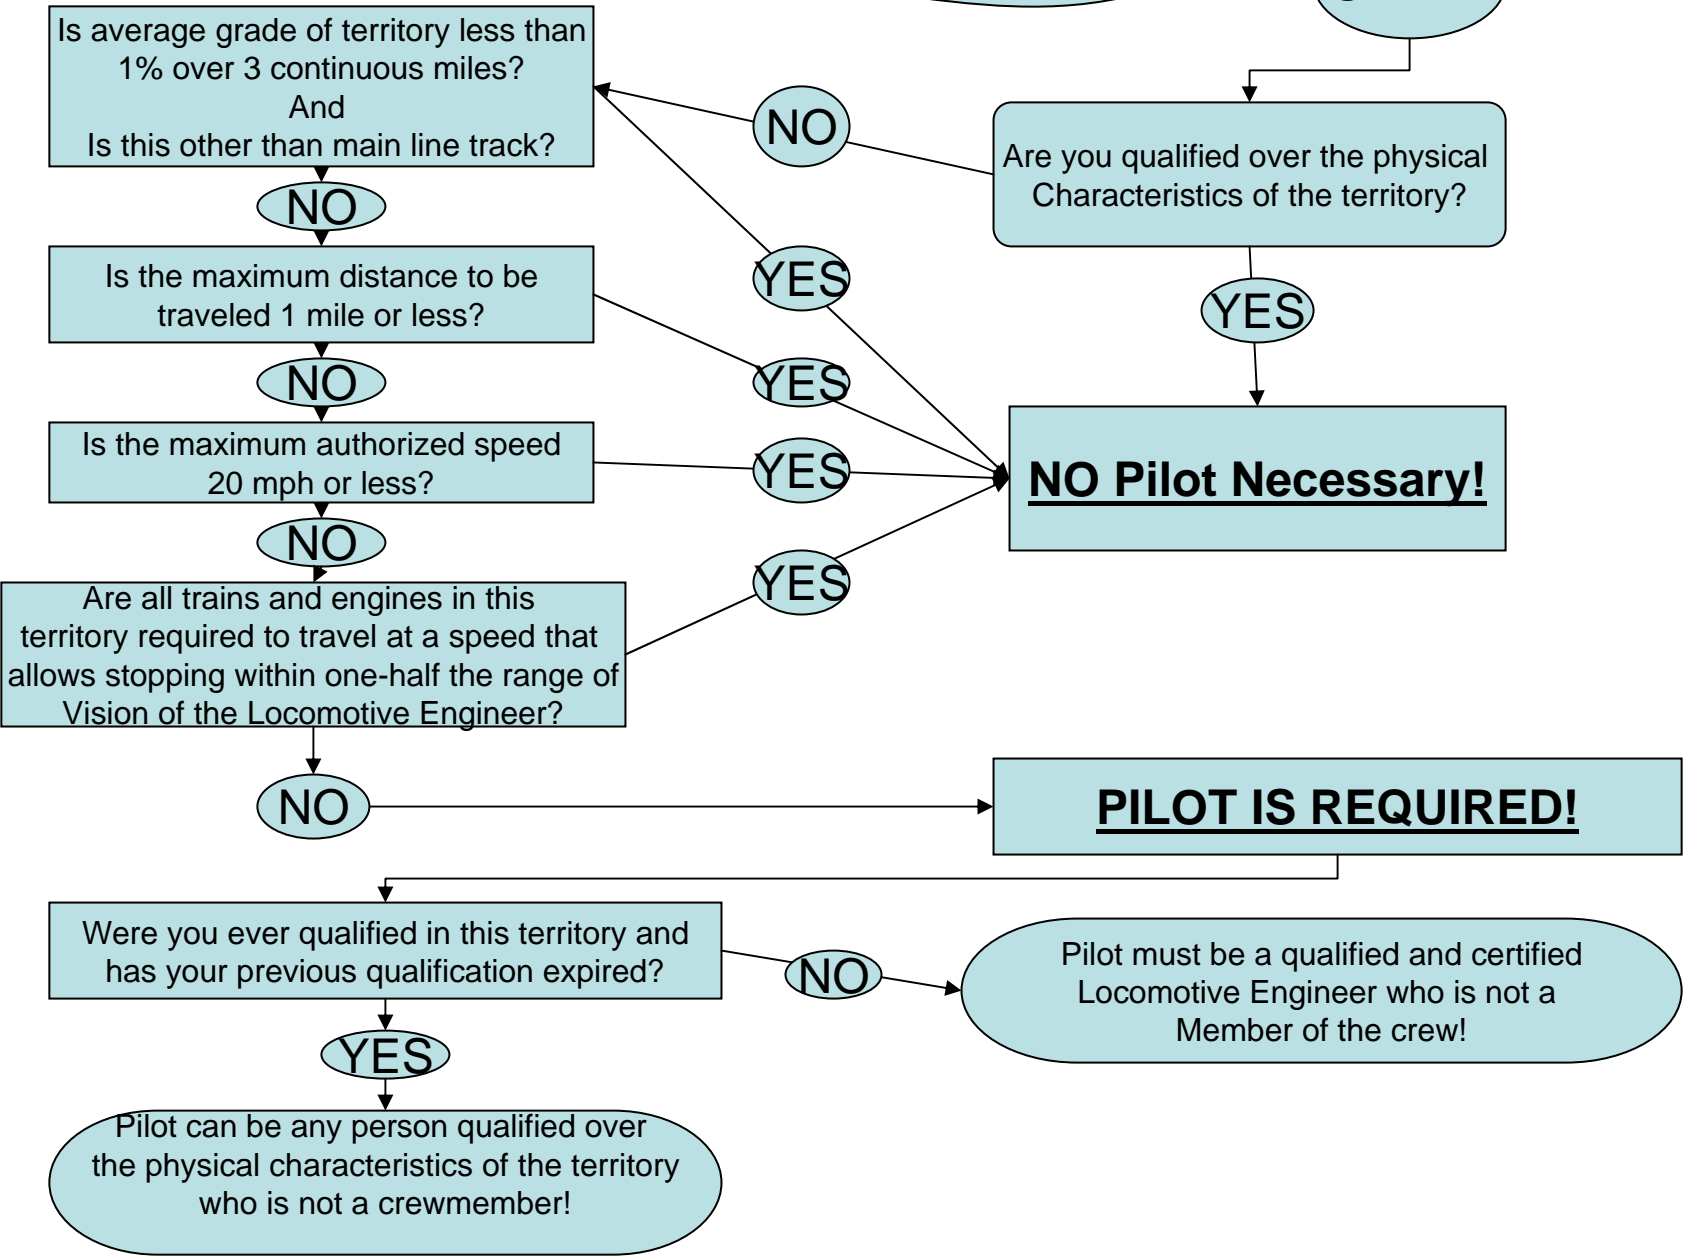 Is average grade of territory less than
1% over 3 continuous miles?
And
Is this other than main line track?
NO
Are you qualified over the physical
Characteristics of the territory?
NO
Is the maximum distance to be
traveled 1 mile or less?
YES
YES
NO
YES
Is the maximum authorized speed
20 mph or less?
YES
NO Pilot Necessary!
NO
Are all trains and engines in this
territory required to travel at a speed that
allows stopping within one-half the range of
Vision of the Locomotive Engineer?
YES
NO
PILOT IS REQUIRED!
Were you ever qualified in this territory and
has your previous qualification expired?
NO
Pilot must be a qualified and certified
Locomotive Engineer who is not a
Member of the crew!
YES
Pilot can be any person qualified over
the physical characteristics of the territory
who is not a crewmember!